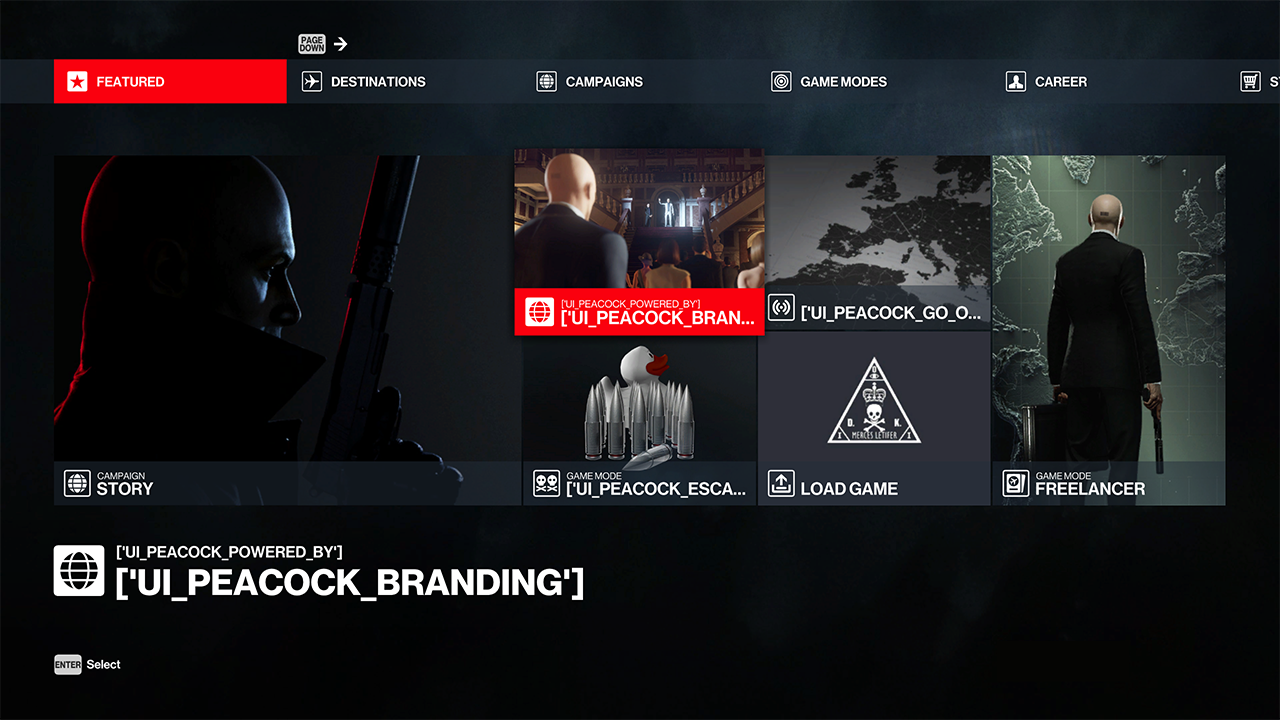 PAGE
DOWN
FEATURED
DESTINATIONS
CAMPAIGNS
GAME MODES
CAREER
S
['UI_PEACOCK_POWERED_BY']
['UI_PEACOCK_BRAN...
['UI_PEACOCK_GO_O...
CAMPAIGN
STORY
GAME MODE
['UI_PEACOCK_ESCA...
D. K.
MERCES LETIFER
LOAD GAME
GAME MODE
FREELANCER
['UI_PEACOCK_POWERED_BY']
['UI_PEACOCK_BRANDING']
ENTER Select